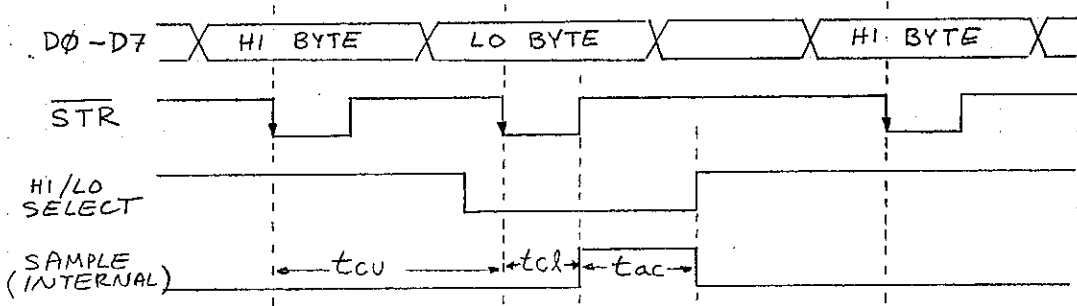 DØ-D7 HI BYTE LO BYTE HI BYTE
STR
HI/LO
SELECT
SAMPLE
(INTERNAL) tcu tcl tac